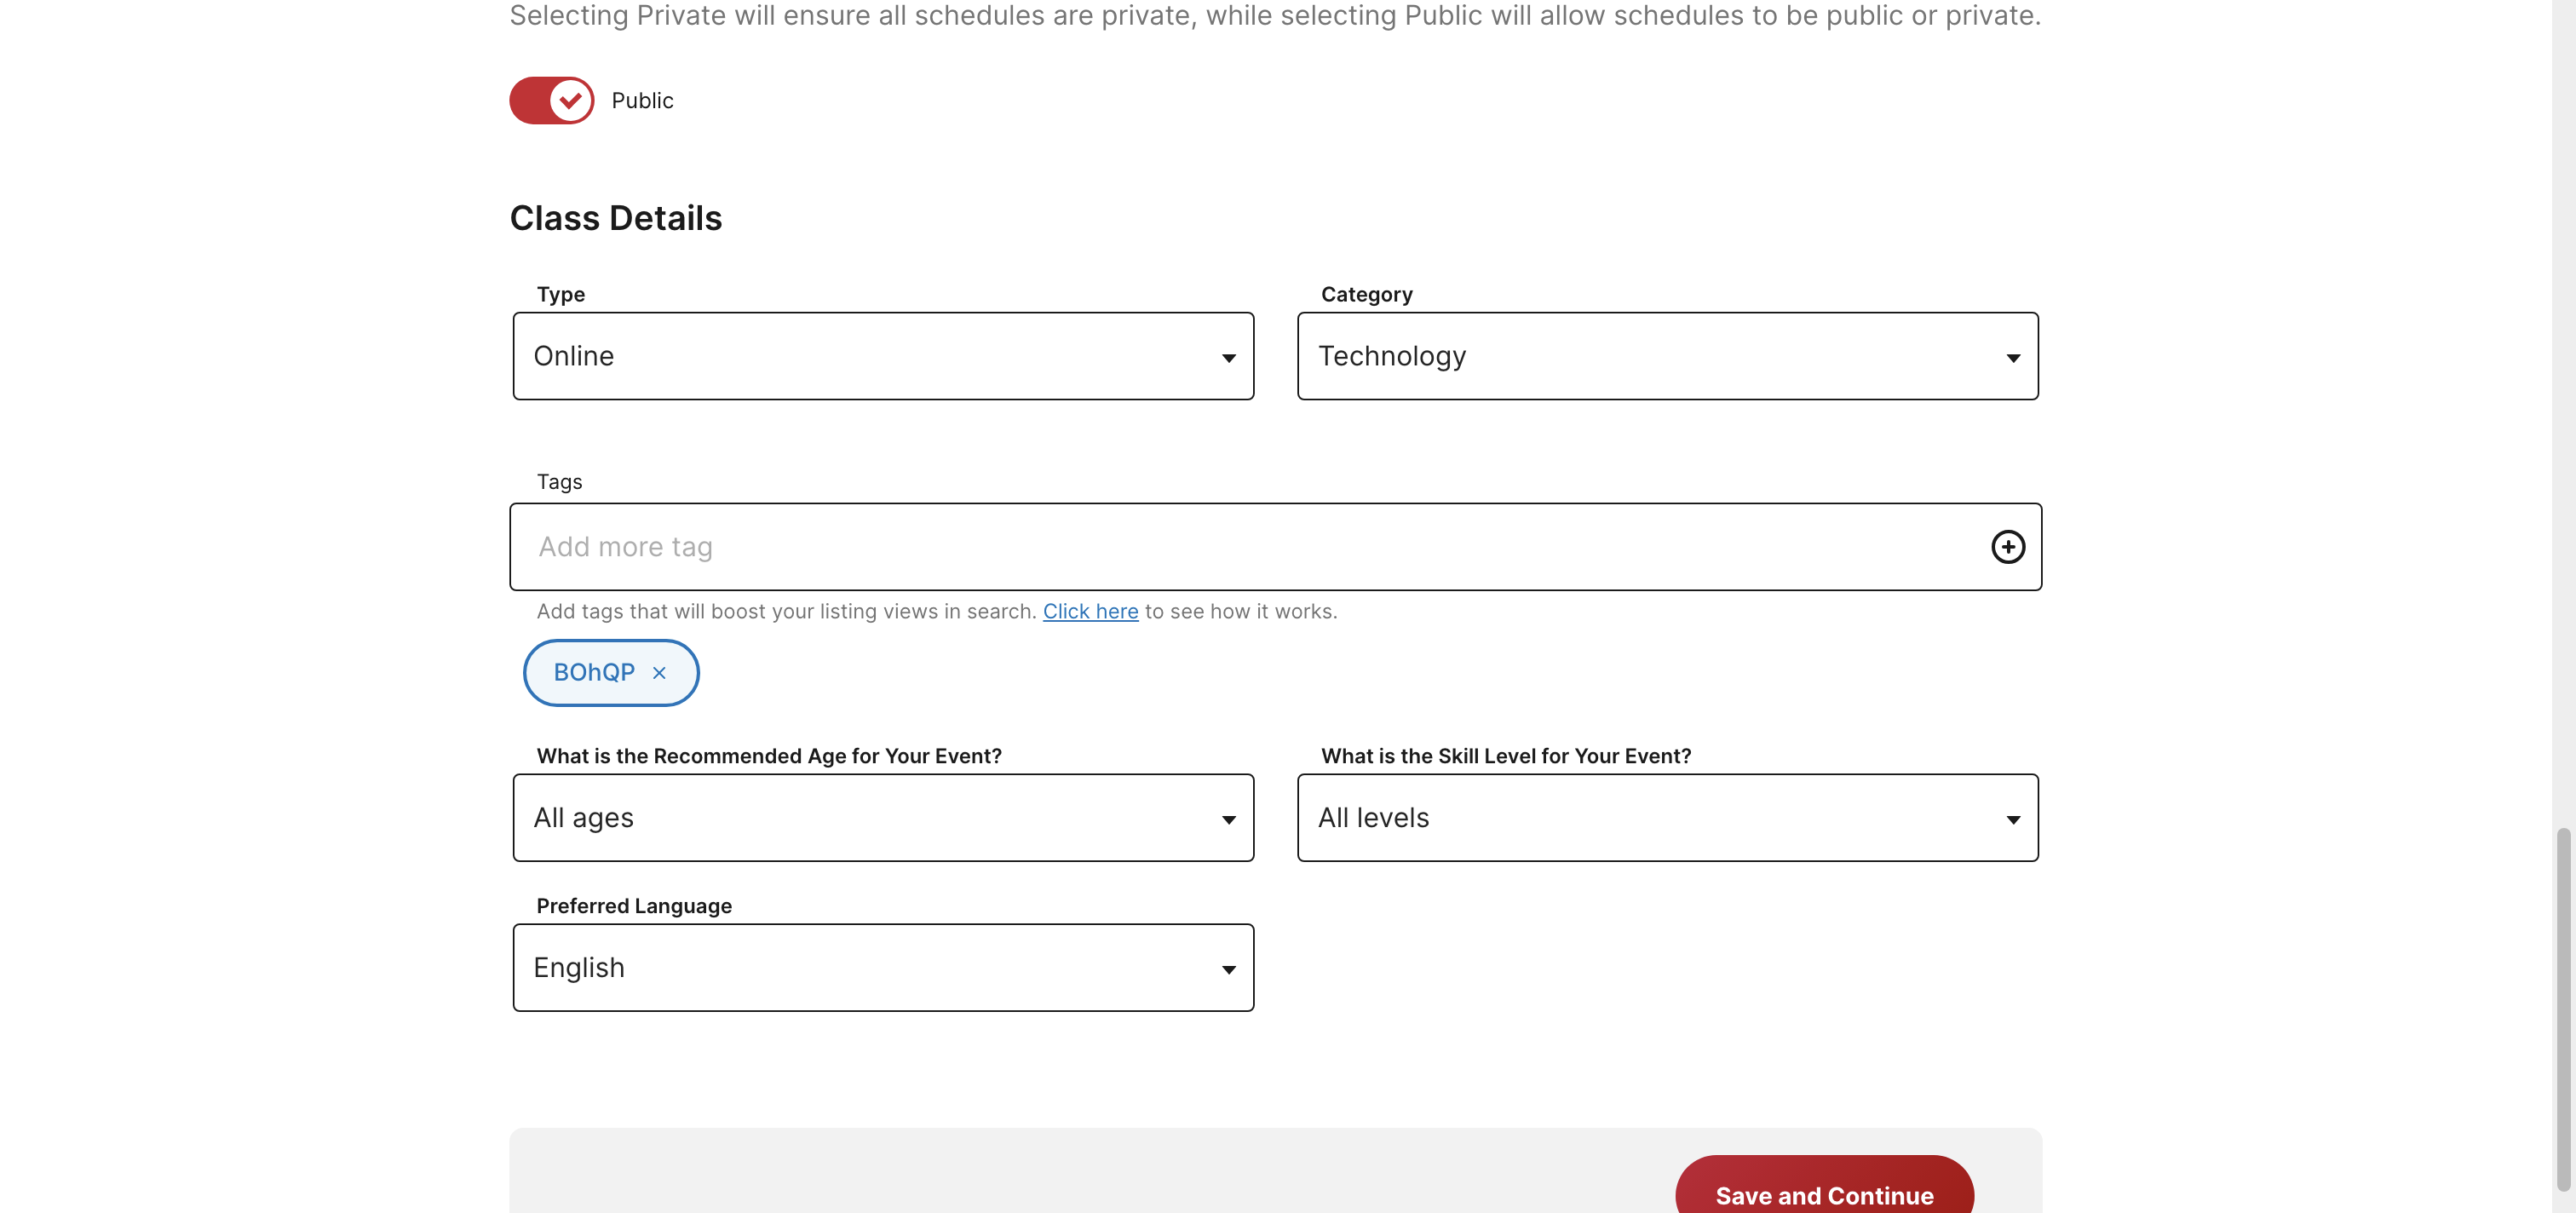 Selecting Private will ensure all schedules are private, while selecting Public will allow schedules to be public or private.
Public
Class Details
Type
Category
Online
Technology
Tags
Add more tag
Add tags that will boost your listing views in search. Click here to see how it works.
BOhQP
What is the Recommended Age for Your Event?
What is the Skill Level for Your Event?
All ages
All levels
Preferred Language
English
Save and Continue